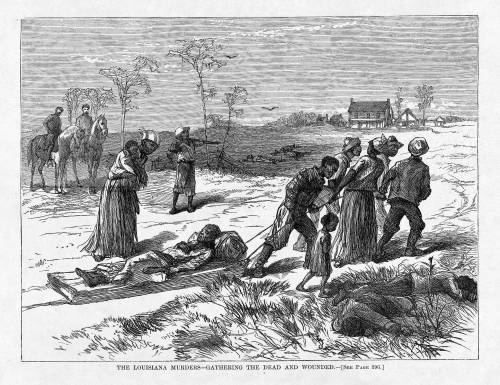 THE LOUISIANA MURDERS—GATHERING THE DEAD AND WOUNDED.—[SEE PAGE 396.]